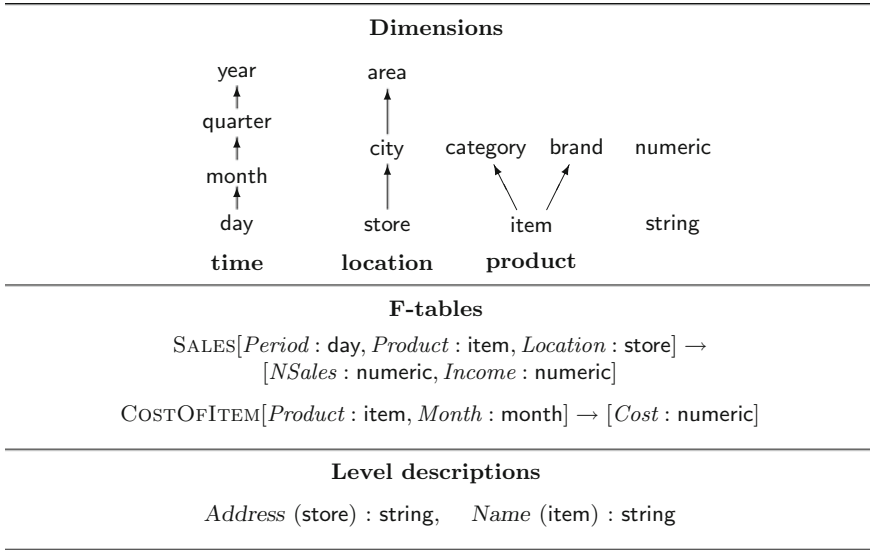 Dimensions
year area
quarter
city category brand numeric
month
day store item string
time location product
F-tables
SALES[Period : day, Product : item, Location : store] →
[NSales : numeric, Income : numeric]
COSTOFITEM[Product : item, Month : month] → [Cost : numeric]
Level descriptions
Address (store) : string, Name (item) : string